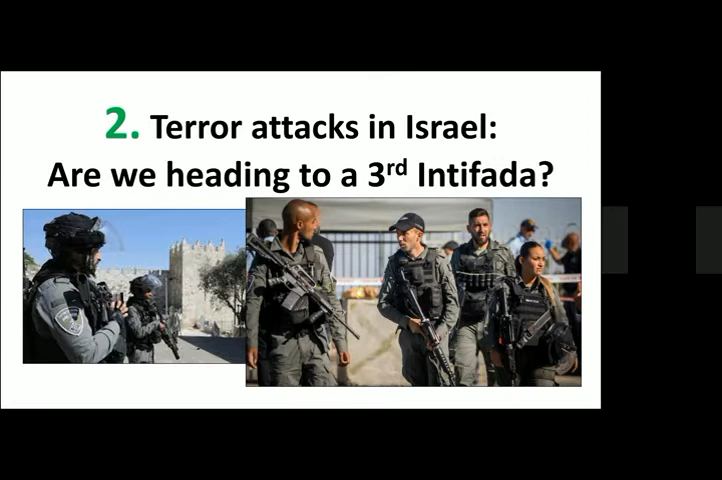 2. Terror attacks in Israel:
Are we heading to a 3rd Intifada?